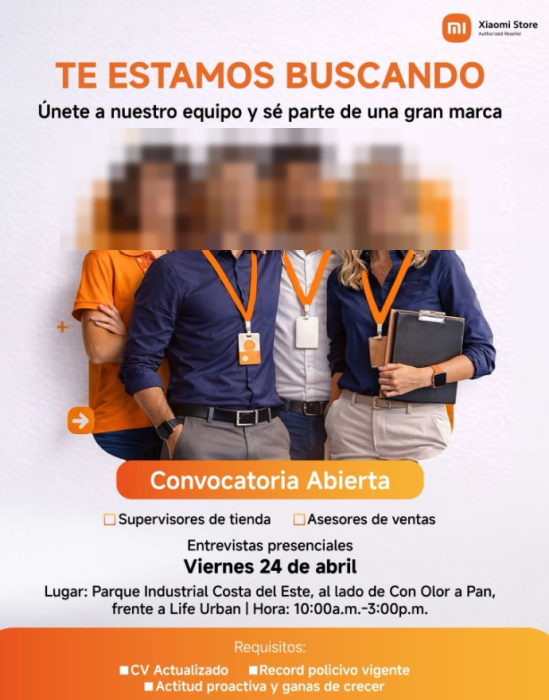 mi
Xiaomi Store
Authorized Reseller
TE ESTAMOS BUSCANDO
Únete a nuestro equipo y sé parte de una gran marca
Convocatoria Abierta
Supervisores de tienda Asesores de ventas
Entrevistas presenciales
Viernes 24 de abril
Lugar: Parque Industrial Costa del Este, al lado de Con Olor a Pan,
frente a Life Urban | Hora: 10:00a.m.-3:00p.m.
Requisitos:
CV Actualizado Record policivo vigente
Actitud proactiva y ganas de crecer